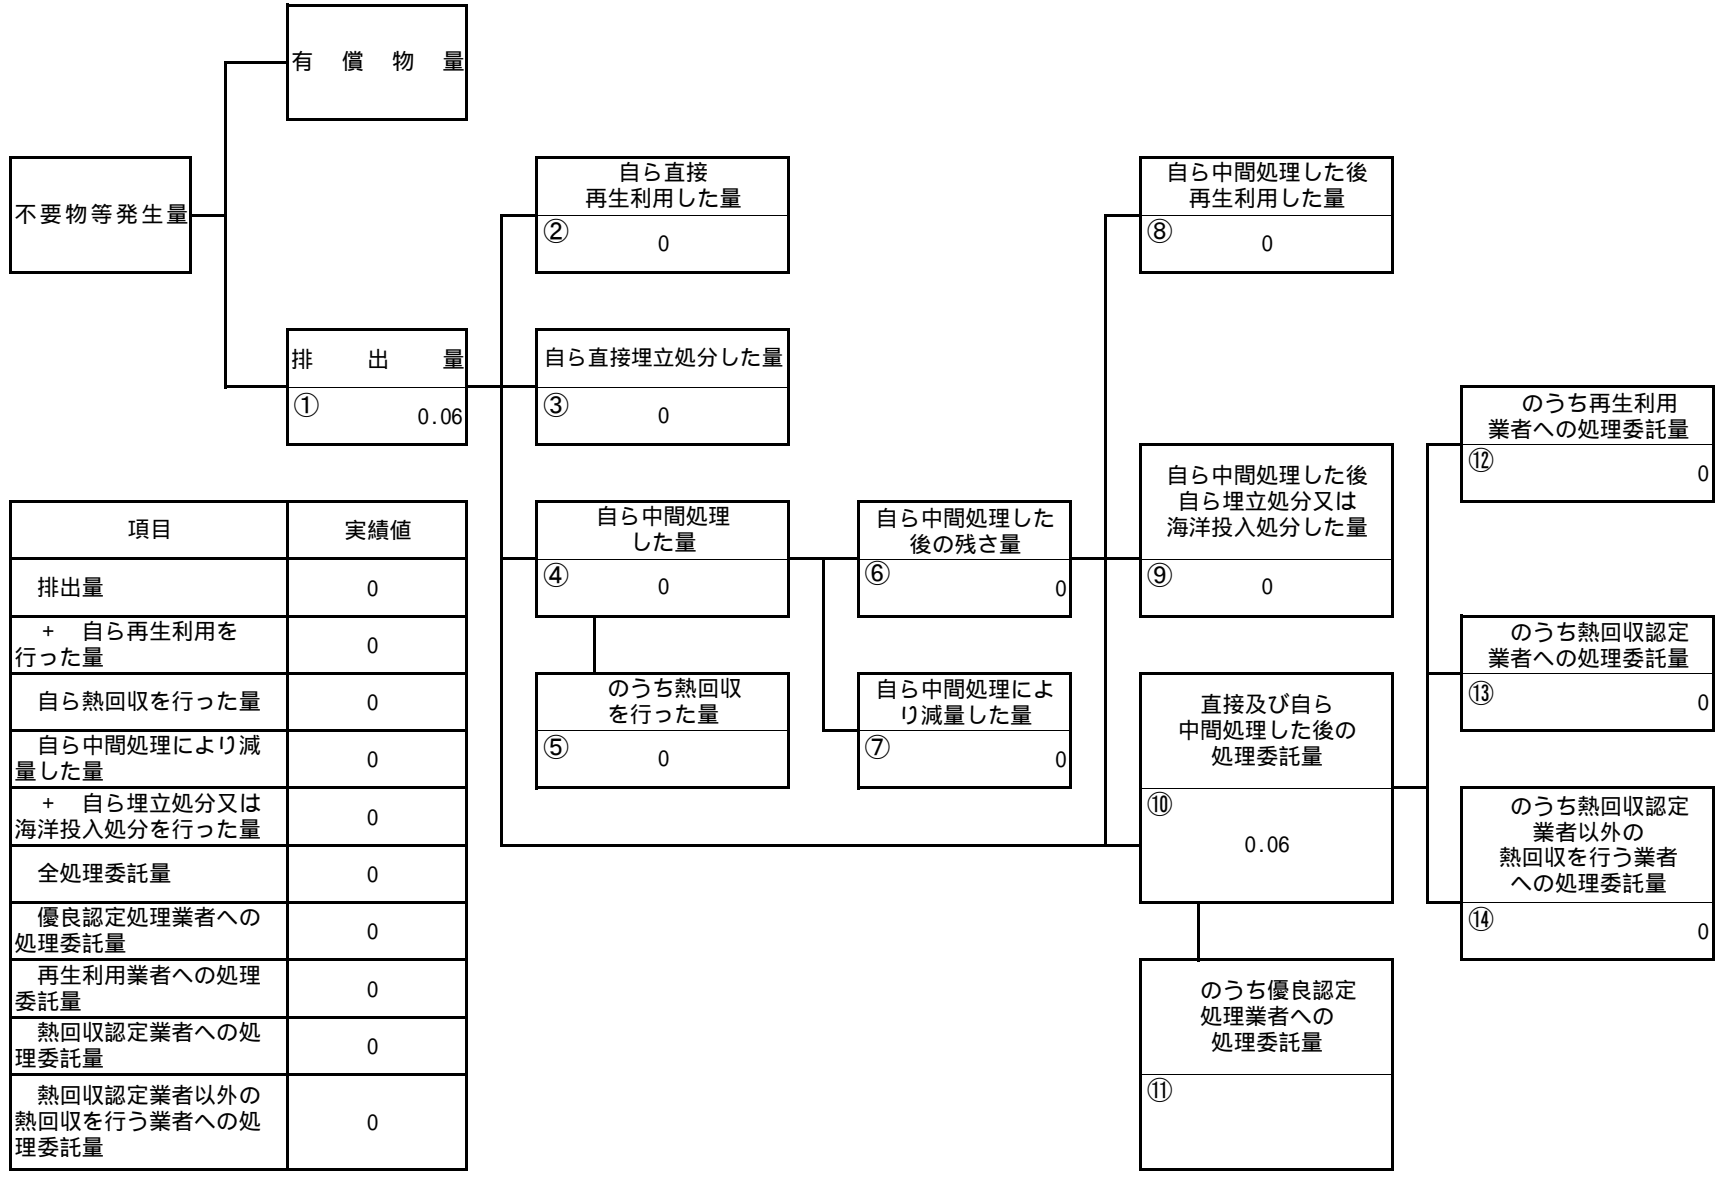 有 償 物 量
不要物等発生量
自ら直接
再生利用した量
②
0
自ら中間処理した後
再生利用した量
⑧
0
排 出 量
①
0.06
自ら直接埋立処分した量
③
0
のうち再生利用
業者への処理委託量
⑫
0
自ら中間処理
した量
④
0
自ら中間処理した
後の残さ量
⑥
0
自ら中間処理した後
自ら埋立処分又は
海洋投入処分した量
⑨
0
のうち熱回収
を行った量
⑤
0
自ら中間処理によ
り減量した量
⑦
0
直接及び自ら
中間処理した後の
処理委託量
⑩
0.06
のうち熱回収認定
業者への処理委託量
⑬
0
のうち熱回収認定
業者以外の
熱回収を行う業者
への処理委託量
⑭
0
のうち優良認定
処理業者への
処理委託量
⑪
項目 実績値
排出量 0
+ 自ら再生利用を
行った量 0
自ら熱回収を行った量 0
自ら中間処理により減
量した量 0
+ 自ら埋立処分又は
海洋投入処分を行った量 0
全処理委託量 0
優良認定処理業者への
処理委託量 0
再生利用業者への処理
委託量 0
熱回収認定業者への処
理委託量 0
熱回収認定業者以外の
熱回収を行う業者への処
理委託量 0